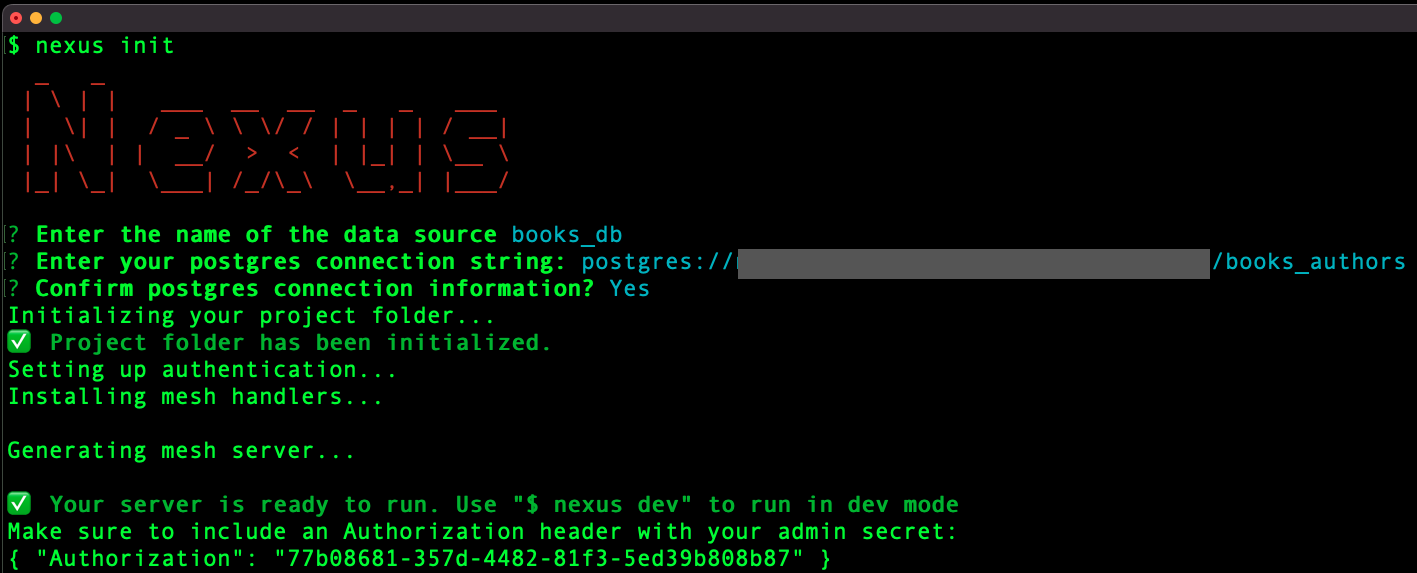 $ nexus init
Nexus
? Enter the name of the data source books_db
? Enter your postgres connection string: postgres:// /books_authors
? Confirm postgres connection information? Yes
Initializing your project folder...
✅ Project folder has been initialized.
Setting up authentication...
Installing mesh handlers...
Generating mesh server...
✅ Your server is ready to run. Use "$ nexus dev" to run in dev mode
Make sure to include an Authorization header with your admin secret:
{ "Authorization": "77b08681-357d-4482-81f3-5ed39b808b87" }